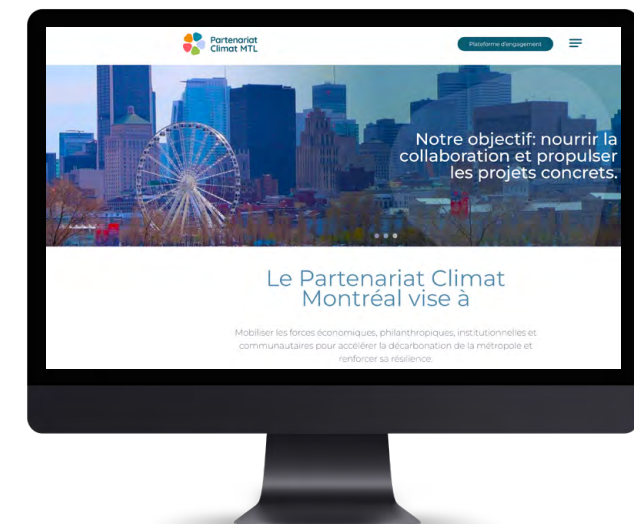 Partenariat
Climat MTL
Plateforme d'engagement
Notre objectif: nourrir la
collaboration et propulser
les projets concrets.
Le Partenariat Climat
Montréal vise à
Mobiliser les forces économiques, philanthropiques, institutionnelles et
communautaires pour accélérer la décarbonation de la métropole et
renforcer sa résilience